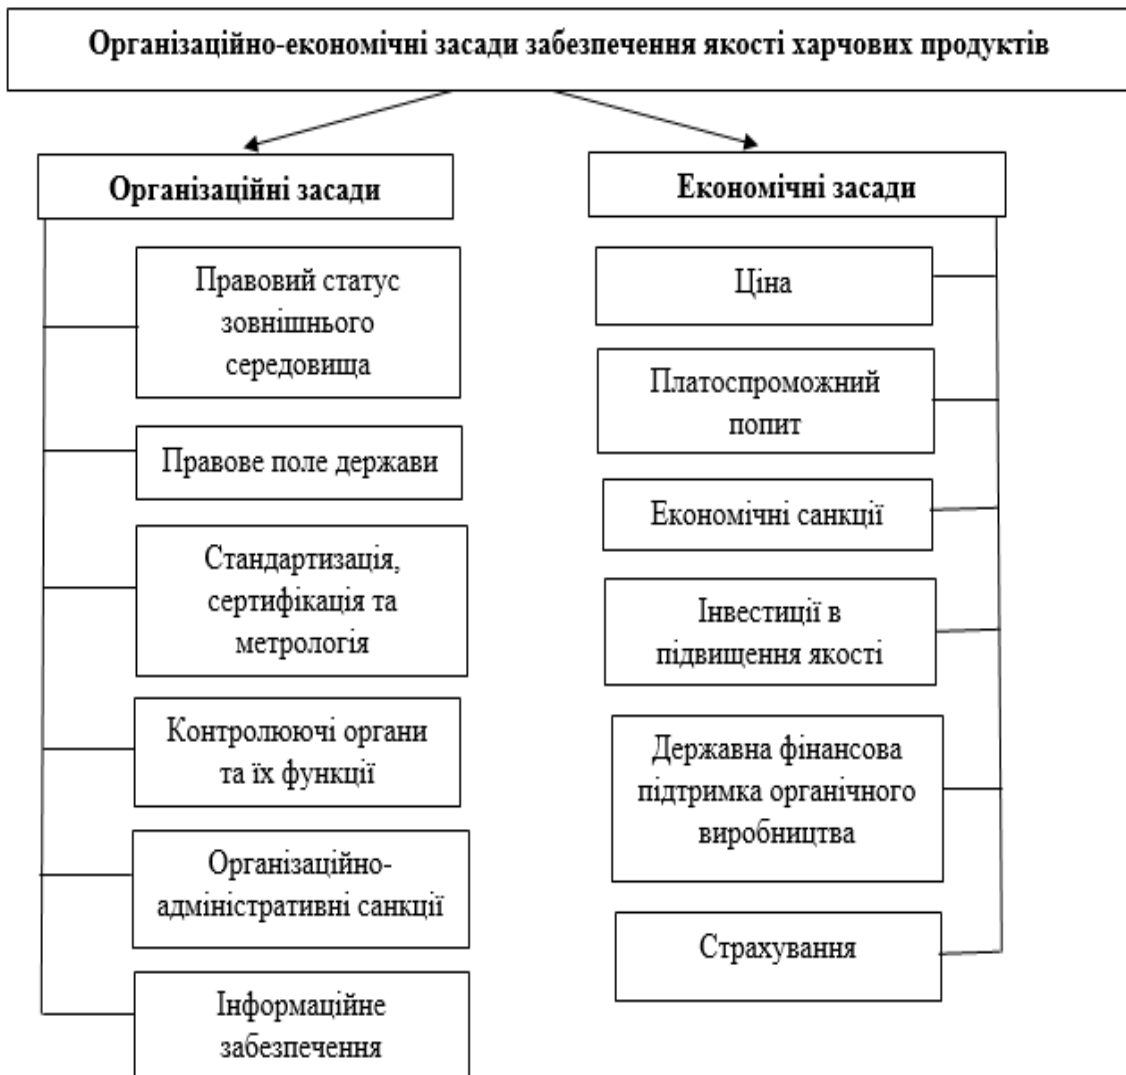 Організаційно-економічні засади забезпечення якості харчових продуктів
Організаційні засади
Правовий статус
зовнішнього
середовища
Правове поле держави
Стандартизація,
сертифікація та
метрологія
Контролюючі органи
та їх функції
Організаційно-
адміністративні санкції
Інформаційне
забезпечення
Економічні засади
Ціна
Платоспроможний
попит
Економічні санкції
Інвестиції в
підвищення якості
Державна фінансова
підтримка органічного
виробництва
Страхування